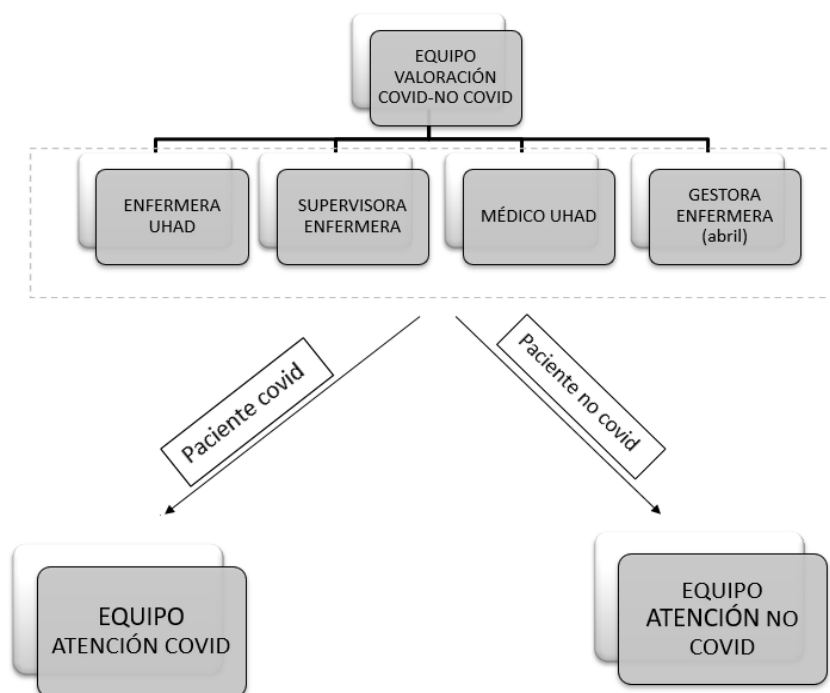 EQUIPO
VALORACIÓN
COVID-NO COVID
ENFERMERA
UHAD
SUPERVISORA
ENFERMERA
MÉDICO UHAD
GESTORA
ENFERMERA
(abril)
Paciente covid
Paciente no covid
EQUIPO
ATENCIÓN COVID
EQUIPO
ATENCIÓN NO
COVID